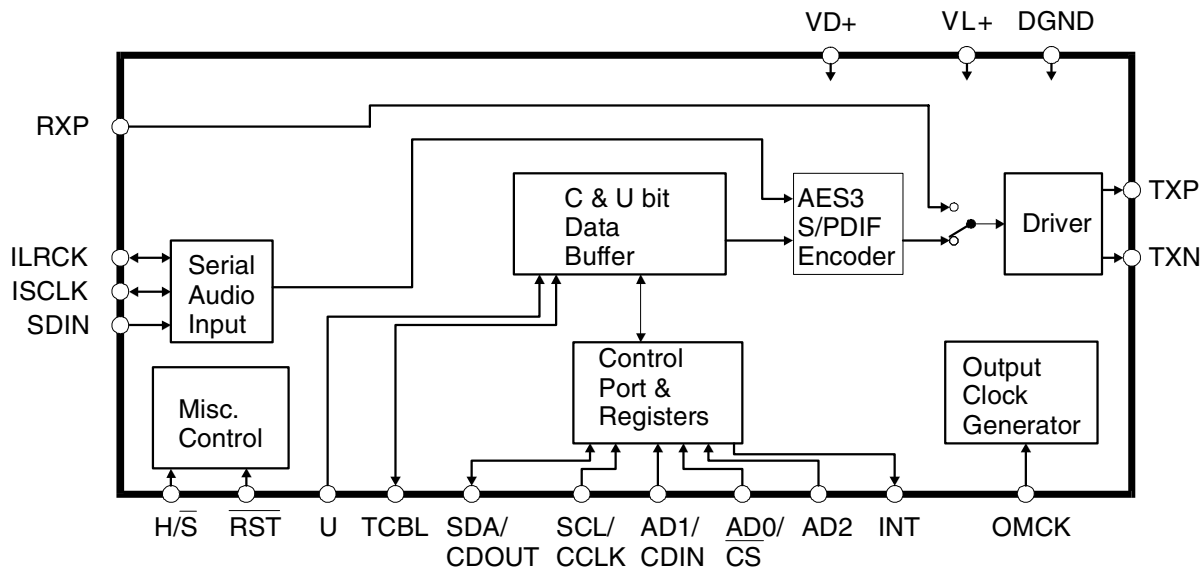 VD+ VL+ DGND
RXP
C & U bit
Data
Buffer
AES3
S/PDIF
Encoder
Driver
TXP
TXN
ILRCK
ISCLK
SDIN
Serial
Audio
Input
Misc.
Control
Control
Port &
Registers
Output
Clock
Generator
H/S̅ R̅S̅T̅ U TCBL SDA/ SCL/ AD1/ AD0/ AD2 INT OMCK
CDOUT CCLK CDIN C̅S̅